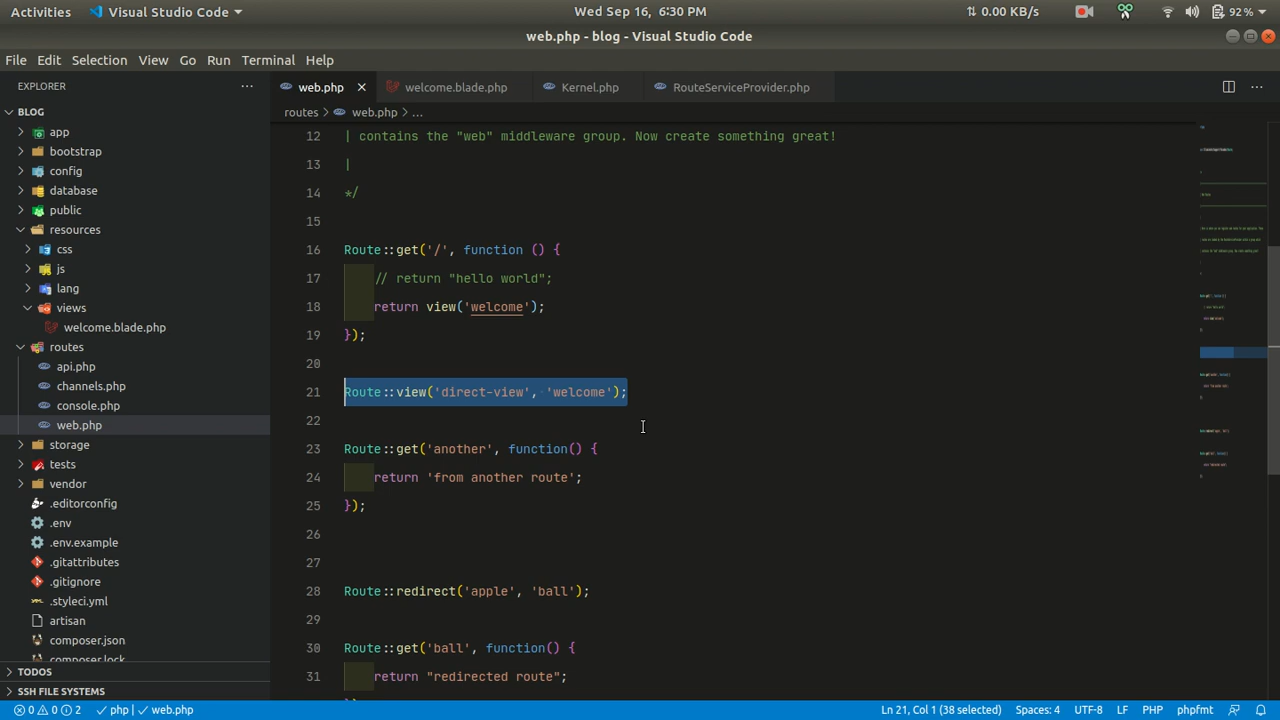 Activities Visual Studio Code Wed Sep 16, 6:30 PM 0.00 KB/s 92%
web.php - blog - Visual Studio Code
File Edit Selection View Go Run Terminal Help
EXPLORER ...
web.php welcome.blade.php Kernel.php RouteServiceProvider.php ...
routes > web.php > ...
BLOG
app
bootstrap
config
database
public
resources
css
js
lang
views
welcome.blade.php
routes
api.php
channels.php
console.php
web.php
storage
tests
vendor
.editorconfig
.env
.env.example
.gitattributes
.gitignore
.styleci.yml
artisan
composer.json
composer.lock
TODOS
SSH FILE SYSTEMS
12 | contains the "web" middleware group. Now create something great!
13 |
14 */
15
16 Route::get('/', function () {
17 // return "hello world";
18 return view('welcome');
19 });
20
21 Route::view('direct-view', 'welcome');
22
23 Route::get('another', function() {
24 return 'from another route';
25 });
26
27
28 Route::redirect('apple', 'ball');
29
30 Route::get('ball', function() {
31 return "redirected route";
});
0 0 2 php | web.php Ln 21, Col 1 (38 selected) Spaces: 4 UTF-8 LF PHP phpfmt